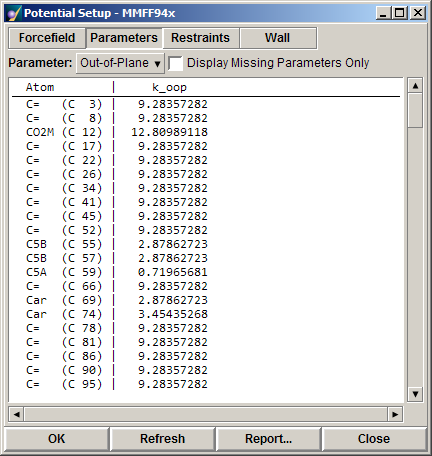 Potential Setup - MMFF94x
Forcefield Parameters Restraints Wall
Parameter: Out-of-Plane Display Missing Parameters Only
Atom | k_oop
C= (C 3) | 9.28357282
C= (C 8) | 9.28357282
CO2M (C 12) | 12.80989118
C= (C 17) | 9.28357282
C= (C 22) | 9.28357282
C= (C 26) | 9.28357282
C= (C 34) | 9.28357282
C= (C 41) | 9.28357282
C= (C 45) | 9.28357282
C= (C 52) | 9.28357282
C5B (C 55) | 2.87862723
C5B (C 57) | 2.87862723
C5A (C 59) | 0.71965681
C= (C 66) | 9.28357282
Car (C 69) | 2.87862723
Car (C 74) | 3.45435268
C= (C 78) | 9.28357282
C= (C 81) | 9.28357282
C= (C 86) | 9.28357282
C= (C 90) | 9.28357282
C= (C 95) | 9.28357282
OK Refresh Report... Close